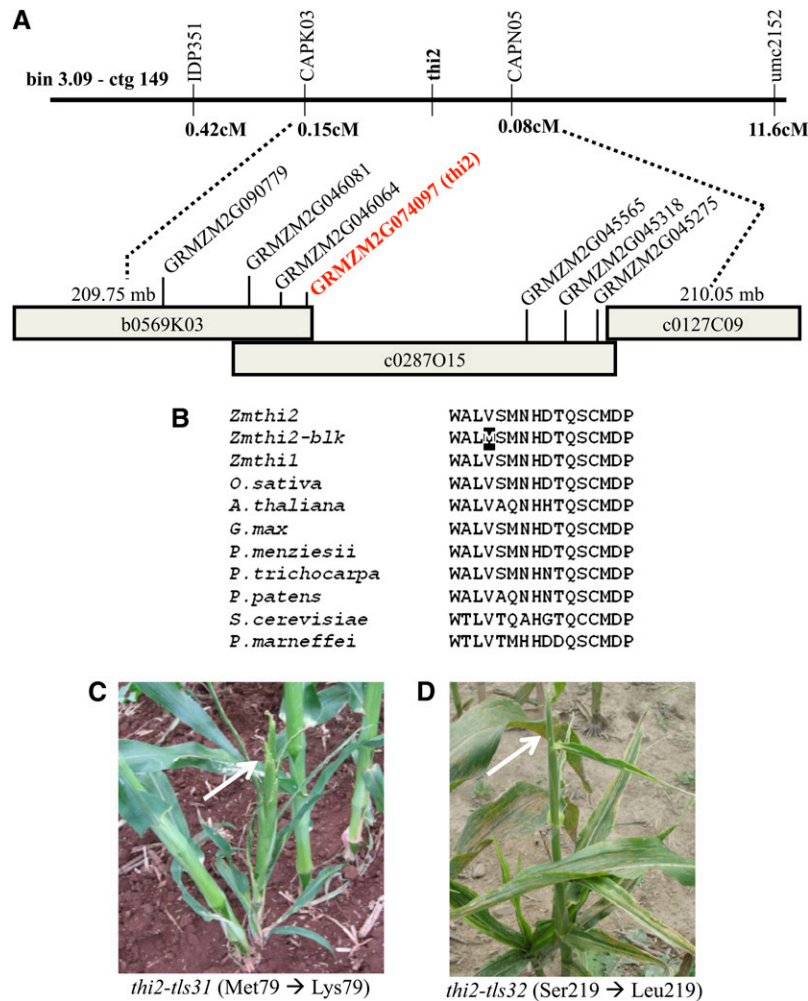 A
IDP351
CAPK03
thi2
CAPN05
umc2152
bin 3.09 - ctg 149
0.42cM
0.15cM
0.08cM
11.6cM
GRMZM2G090779
GRMZM2G046081
GRMZM2G046064
GRMZM2G074097 (thi2)
GRMZM2G045565
GRMZM2G045318
GRMZM2G045275
209.75 mb
210.05 mb
b0569K03
c0127C09
c0287O15
B
Zmthi2 WALVSMNHDTQSCMDP
Zmthi2-blk WALMSMNHDTQSCMDP
Zmthi1 WALVSMNHDTQSCMDP
O.sativa WALVSMNHDTQSCMDP
A.thaliana WALVAQNHHTQSCMDP
G.max WALVSMNHDTQSCMDP
P.menziesii WALVSMNHDTQSCMDP
P.trichocarpa WALVSMNHNTQSCMDP
P.patens WALVAQNHNTQSCMDP
S.cerevisiae WTLVTQAHGTQCCMDP
P.marneffei WTLVTMHHDDQSCMDP
C
D
thi2-tls31 (Met79 → Lys79)
thi2-tls32 (Ser219 → Leu219)